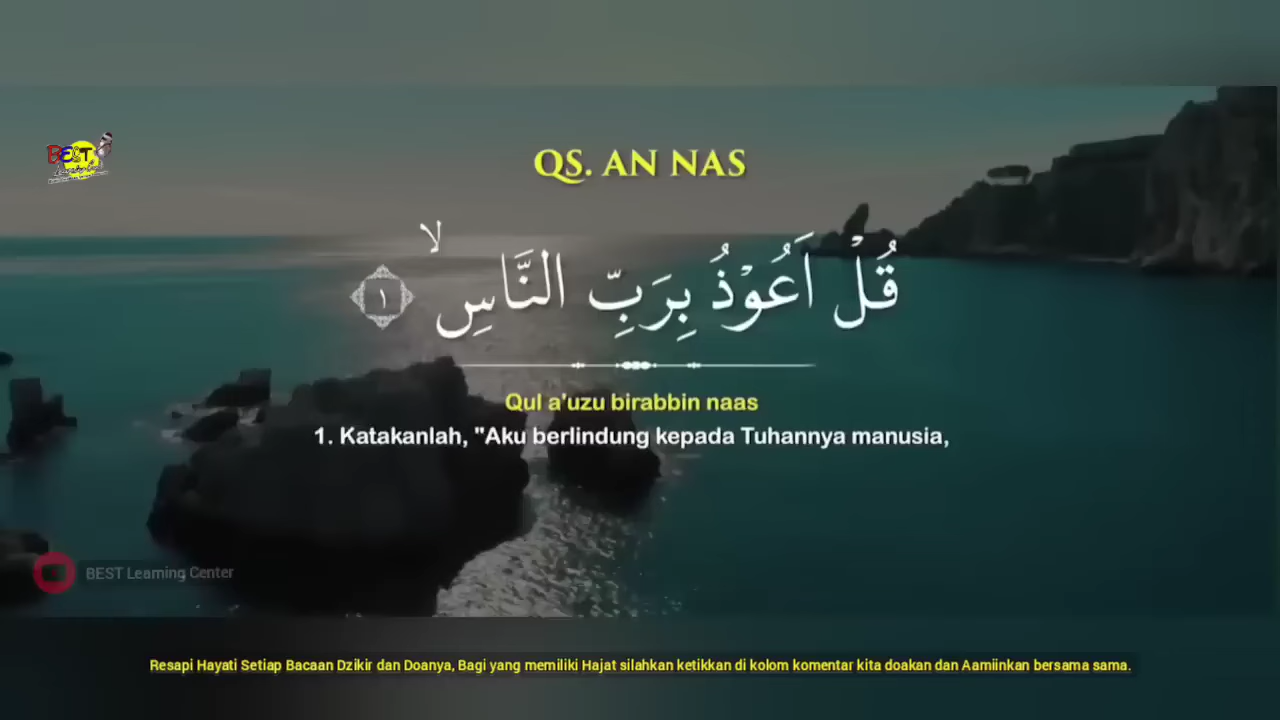 BEST
QS. AN NAS
قُلْ اَعُوْذُ بِرَبِّ النَّاسِۙ ١
Qul a'uzu birabbin naas
1. Katakanlah, "Aku berlindung kepada Tuhannya manusia,
BEST Learning Center
Resapi Hayati Setiap Bacaan Dzikir dan Doanya, Bagi yang memiliki Hajat silahkan ketikkan di kolom komentar kita doakan dan Aamiinkan bersama sama.